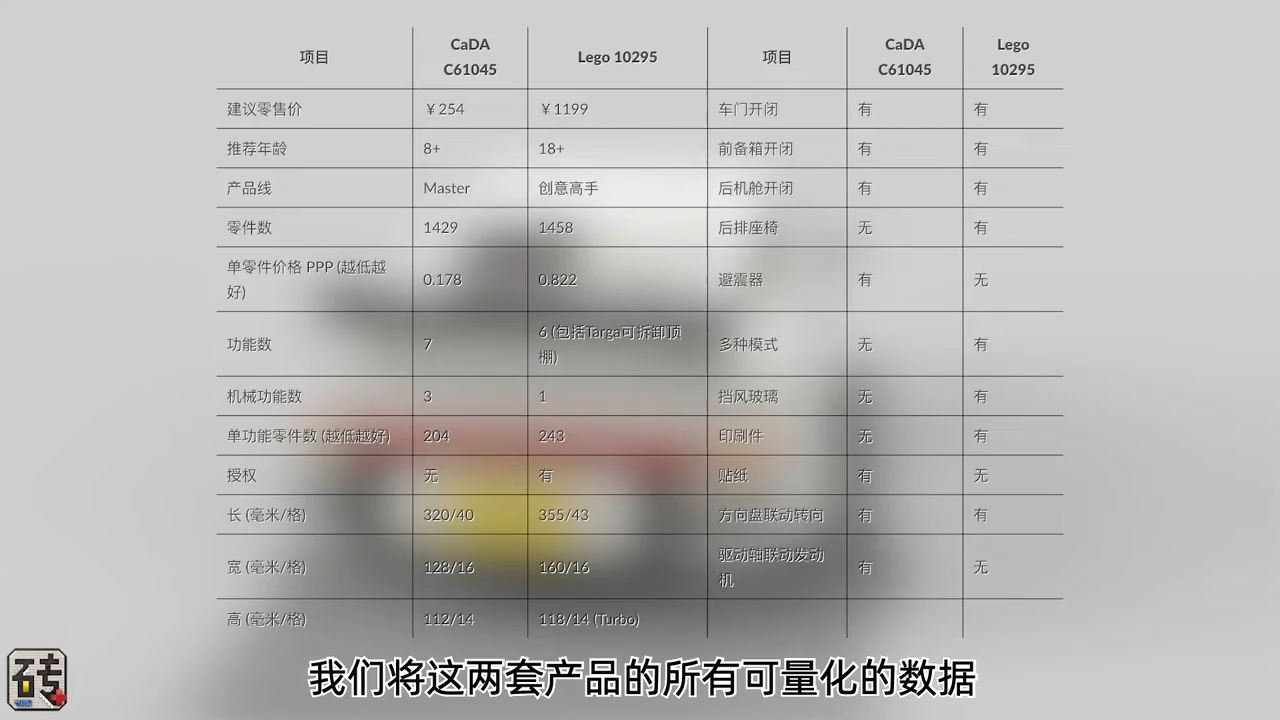 项目 CaDA C61045 Lego 10295 项目 CaDA C61045 Lego 10295
建议零售价 ￥254 ￥1199 车门开闭 有 有
推荐年龄 8+ 18+ 前备箱开闭 有 有
产品线 Master 创意高手 后机舱开闭 有 有
零件数 1429 1458 后排座椅 无 有
单零件价格 PPP (越低越好) 0.178 0.822 避震器 有 无
功能数 7 6 (包括Targa可拆卸顶棚) 多种模式 无 有
机械功能数 3 1 挡风玻璃 无 有
单功能零件数 (越低越好) 204 243 印刷件 无 有
授权 无 有 贴纸 有 无
长 (毫米/格) 320/40 355/43 方向盘联动转向 有 有
宽 (毫米/格) 128/16 160/16 驱动轴联动发动机 有 无
高 (毫米/格) 112/14 118/14 (Turbo)
我们将这两套产品的所有可量化的数据
砖